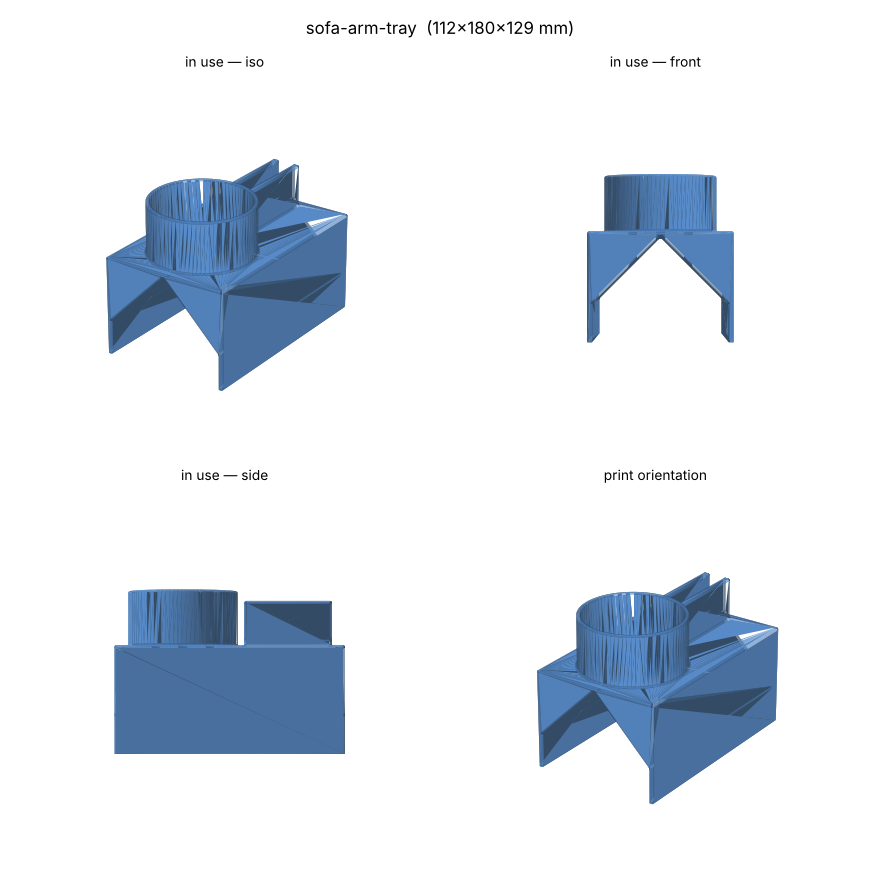 sofa-arm-tray  (112×180×129 mm)
in use — iso
in use — front
in use — side
print orientation